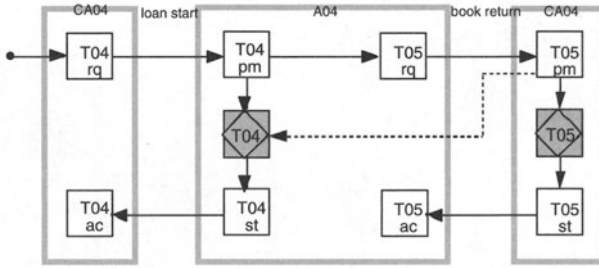 CA04 loan start A04 book return CA04
T04 T04 T05 T05
rq pm rq pm
T04 T05
T04 T04 T05 T05
ac st ac st